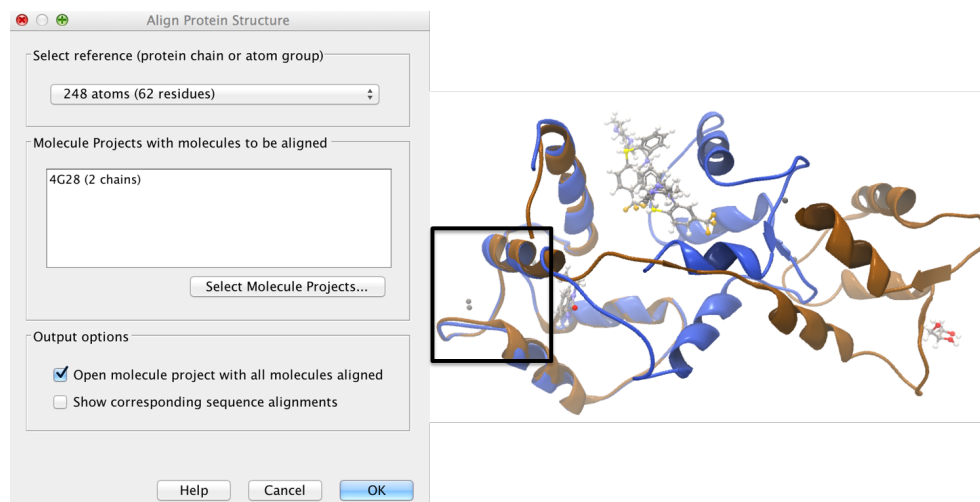 Align Protein Structure
Select reference (protein chain or atom group)
248 atoms (62 residues)
Molecule Projects with molecules to be aligned
4G28 (2 chains)
Select Molecule Projects...
Output options
Open molecule project with all molecules aligned
Show corresponding sequence alignments
Help
Cancel
OK